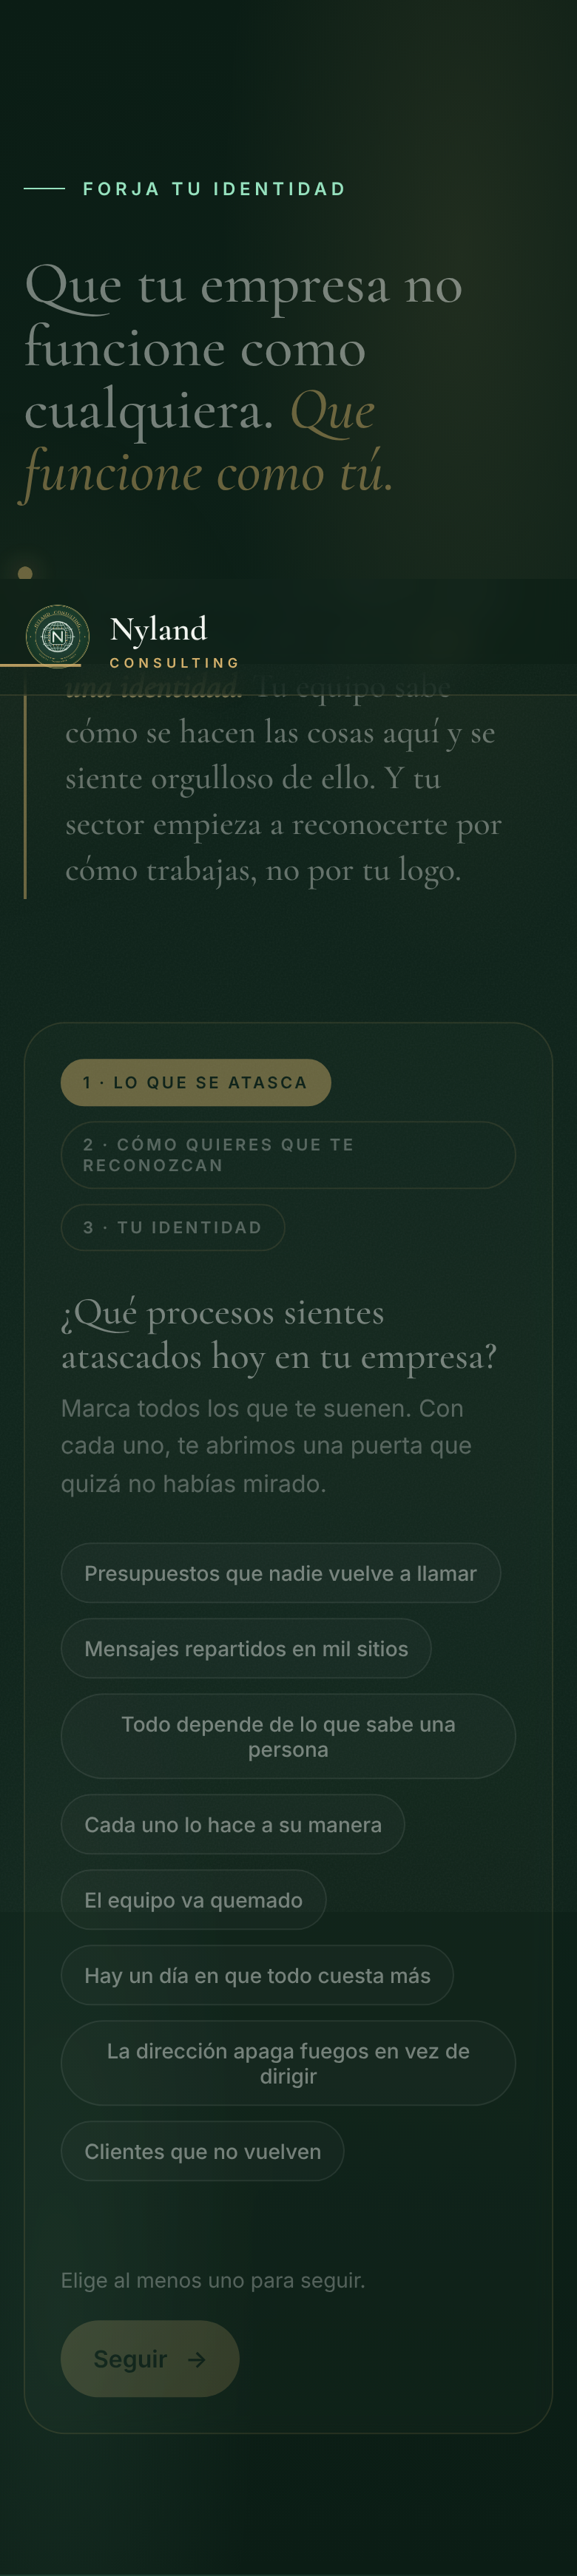 FORJA TU IDENTIDAD
Que tu empresa no
funcione como
cualquiera. Que
funcione como tú.
N
Nyland
CONSULTING
una identidad. Tu equipo sabe
cómo se hacen las cosas aquí y se
siente orgulloso de ello. Y tu
sector empieza a reconocerte por
cómo trabajas, no por tu logo.
1 · LO QUE SE ATASCA
2 · CÓMO QUIERES QUE TE
RECONOZCAN
3 · TU IDENTIDAD
¿Qué procesos sientes
atascados hoy en tu empresa?
Marca todos los que te suenen. Con
cada uno, te abrimos una puerta que
quizá no habías mirado.
Presupuestos que nadie vuelve a llamar
Mensajes repartidos en mil sitios
Todo depende de lo que sabe una
persona
Cada uno lo hace a su manera
El equipo va quemado
Hay un día en que todo cuesta más
La dirección apaga fuegos en vez de
dirigir
Clientes que no vuelven
Elige al menos uno para seguir.
Seguir →